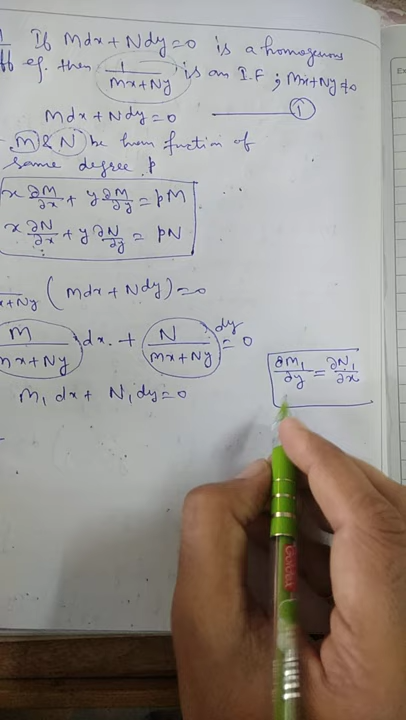 If Mdx + Ndy = 0 is a homogenous
eq. then 1/(Mx+Ny) is an I.F ; Mx+Ny ≠ 0
Mdx + Ndy = 0 ——— ①
M & N be hom fuction of
same degree p
x ∂M/∂x + y ∂M/∂y = pM
x ∂N/∂x + y ∂N/∂y = pN
(Mdx + Ndy) = 0
M/(Mx+Ny) dx. + N/(Mx+Ny) dy = 0
∂M₁/∂y = ∂N₁/∂x
M₁ dx + N₁ dy = 0